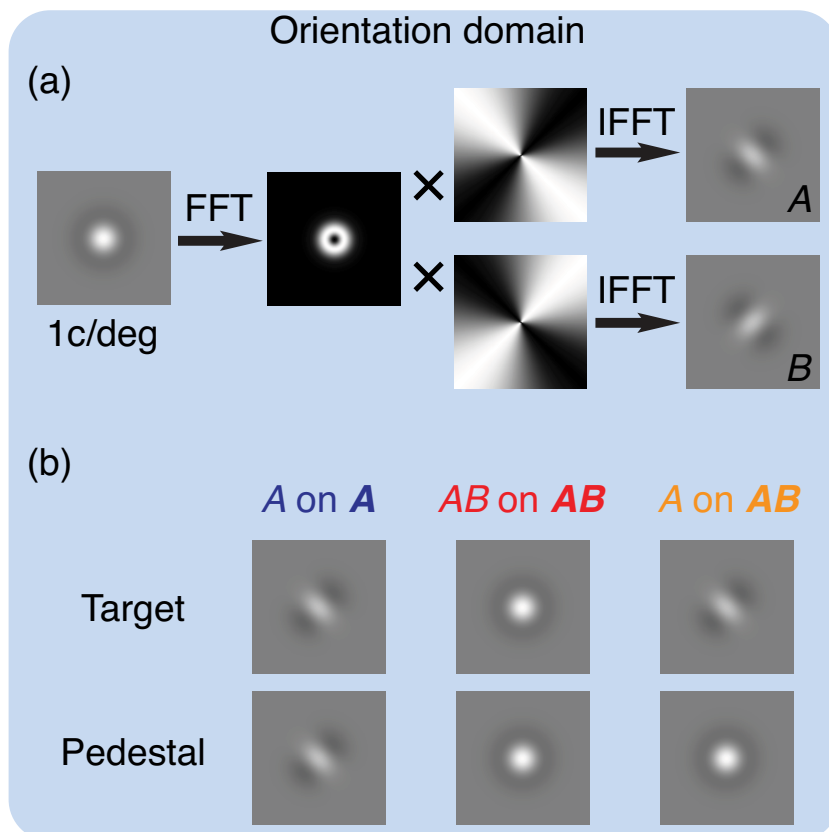 Orientation domain
(a)
FFT
1c/deg
×
IFFT
A
×
IFFT
B
(b)
A on A
AB on AB
A on AB
Target
Pedestal